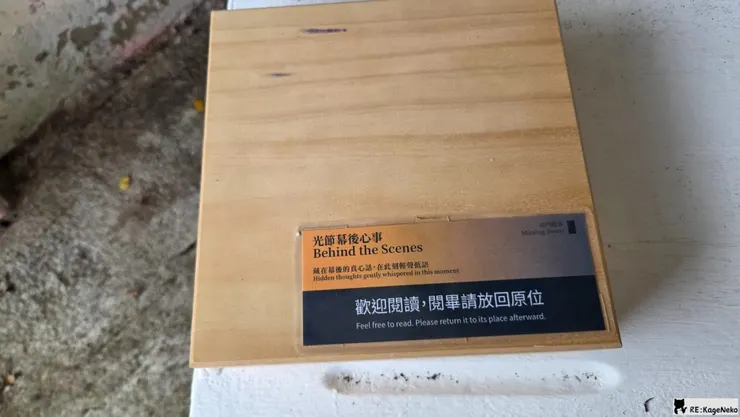 光節幕後心事
Behind the Scenes
藏在幕後的真心話，在此刻輕聲低語
Hidden thoughts gently whispered in this moment
Missing Doors
歡迎閱讀，閱畢請放回原位
Feel free to read. Please return it to its place afterward.
RE:KageNeko